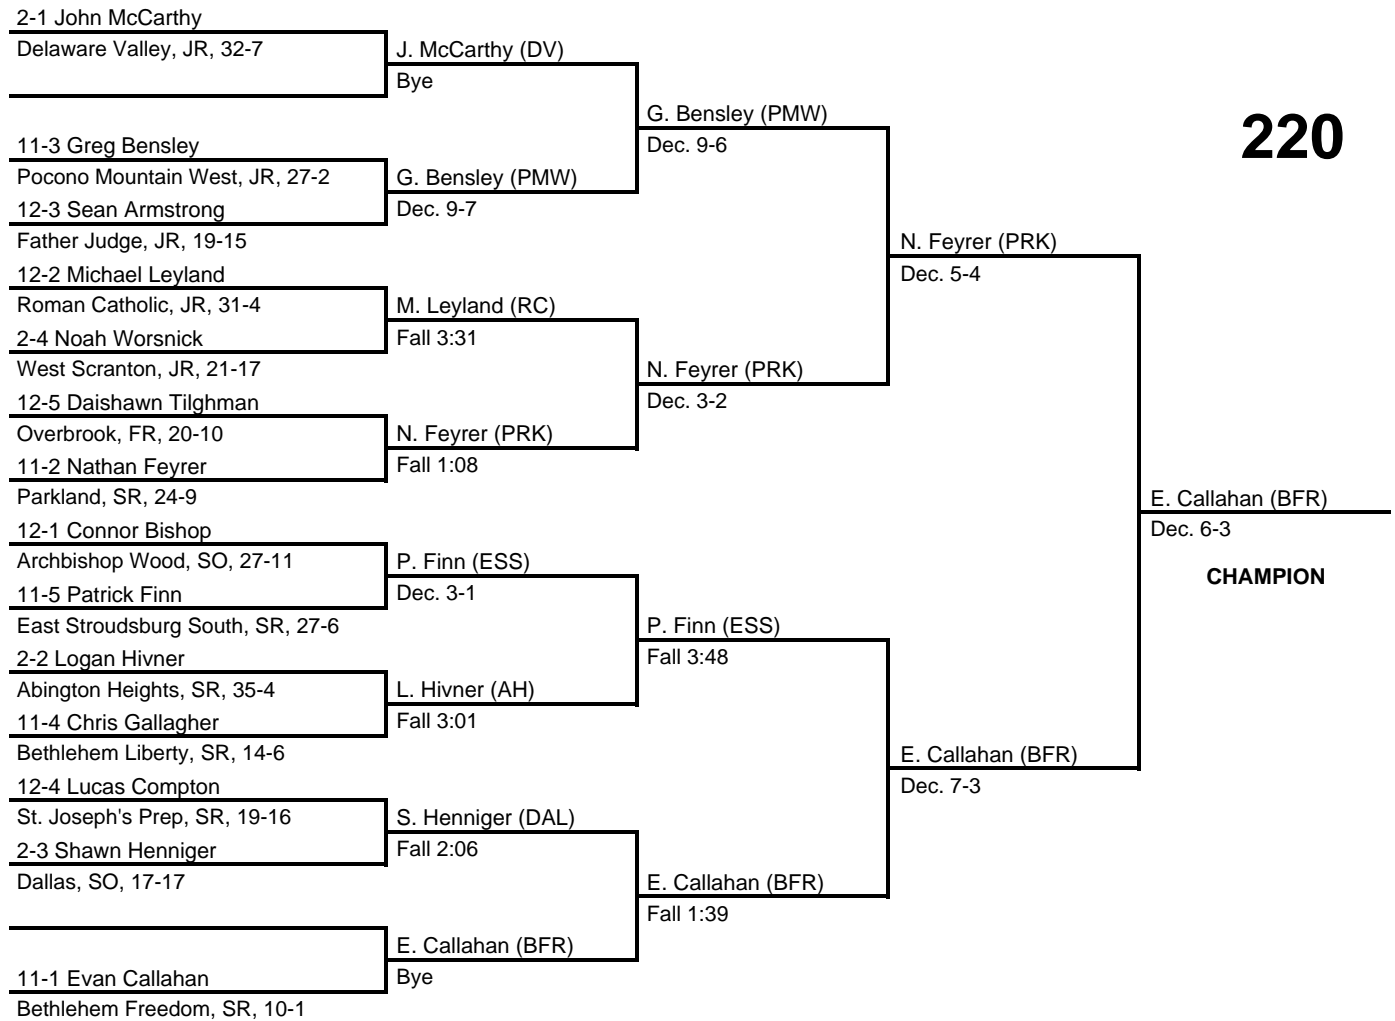 2-1 John McCarthy
Delaware Valley, JR, 32-7
11-3 Greg Bensley
Pocono Mountain West, JR, 27-2
12-3 Sean Armstrong
Father Judge, JR, 19-15
12-2 Michael Leyland
Roman Catholic, JR, 31-4
2-4 Noah Worsnick
West Scranton, JR, 21-17
12-5 Daishawn Tilghman
Overbrook, FR, 20-10
11-2 Nathan Feyrer
Parkland, SR, 24-9
12-1 Connor Bishop
Archbishop Wood, SO, 27-11
11-5 Patrick Finn
East Stroudsburg South, SR, 27-6
2-2 Logan Hivner
Abington Heights, SR, 35-4
11-4 Chris Gallagher
Bethlehem Liberty, SR, 14-6
12-4 Lucas Compton
St. Joseph's Prep, SR, 19-16
2-3 Shawn Henniger
Dallas, SO, 17-17
11-1 Evan Callahan
Bethlehem Freedom, SR, 10-1
J. McCarthy (DV)
Bye
G. Bensley (PMW)
Dec. 9-7
M. Leyland (RC)
Fall 3:31
N. Feyrer (PRK)
Fall 1:08
P. Finn (ESS)
Dec. 3-1
L. Hivner (AH)
Fall 3:01
S. Henniger (DAL)
Fall 2:06
E. Callahan (BFR)
Bye
G. Bensley (PMW)
Dec. 9-6
N. Feyrer (PRK)
Dec. 3-2
P. Finn (ESS)
Fall 3:48
E. Callahan (BFR)
Fall 1:39
N. Feyrer (PRK)
Dec. 5-4
E. Callahan (BFR)
Dec. 7-3
220
E. Callahan (BFR)
Dec. 6-3
CHAMPION